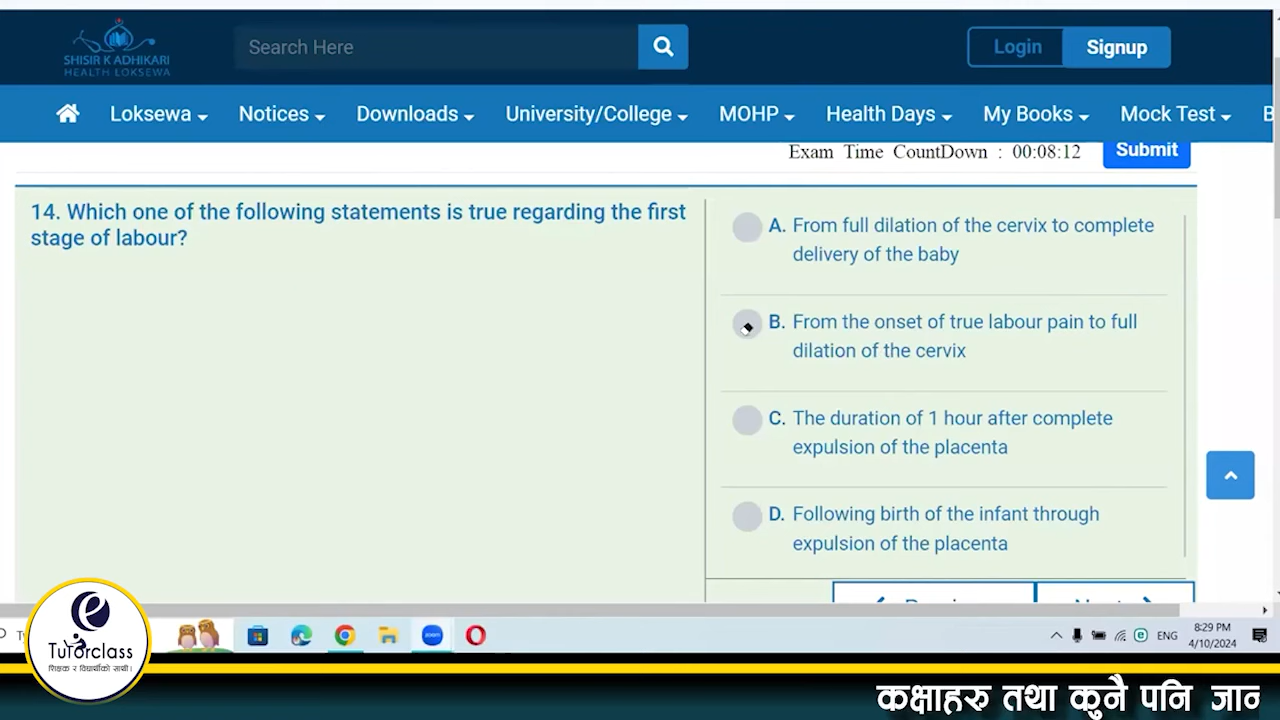 SHISIR K ADHIKARI
HEALTH LOKSEWA
Search Here
Login
Signup
Loksewa
Notices
Downloads
University/College
MOHP
Health Days
My Books
Mock Test
B
Exam Time CountDown : 00:08:12
Submit
14. Which one of the following statements is true regarding the first
stage of labour?
A. From full dilation of the cervix to complete
delivery of the baby
B. From the onset of true labour pain to full
dilation of the cervix
C. The duration of 1 hour after complete
expulsion of the placenta
D. Following birth of the infant through
expulsion of the placenta
zoom
ENG
8:29 PM
4/10/2024
Tutorclass
शिक्षक र विद्यार्थीको साथी।
कक्षाहरु तथा कुनै पनि जान